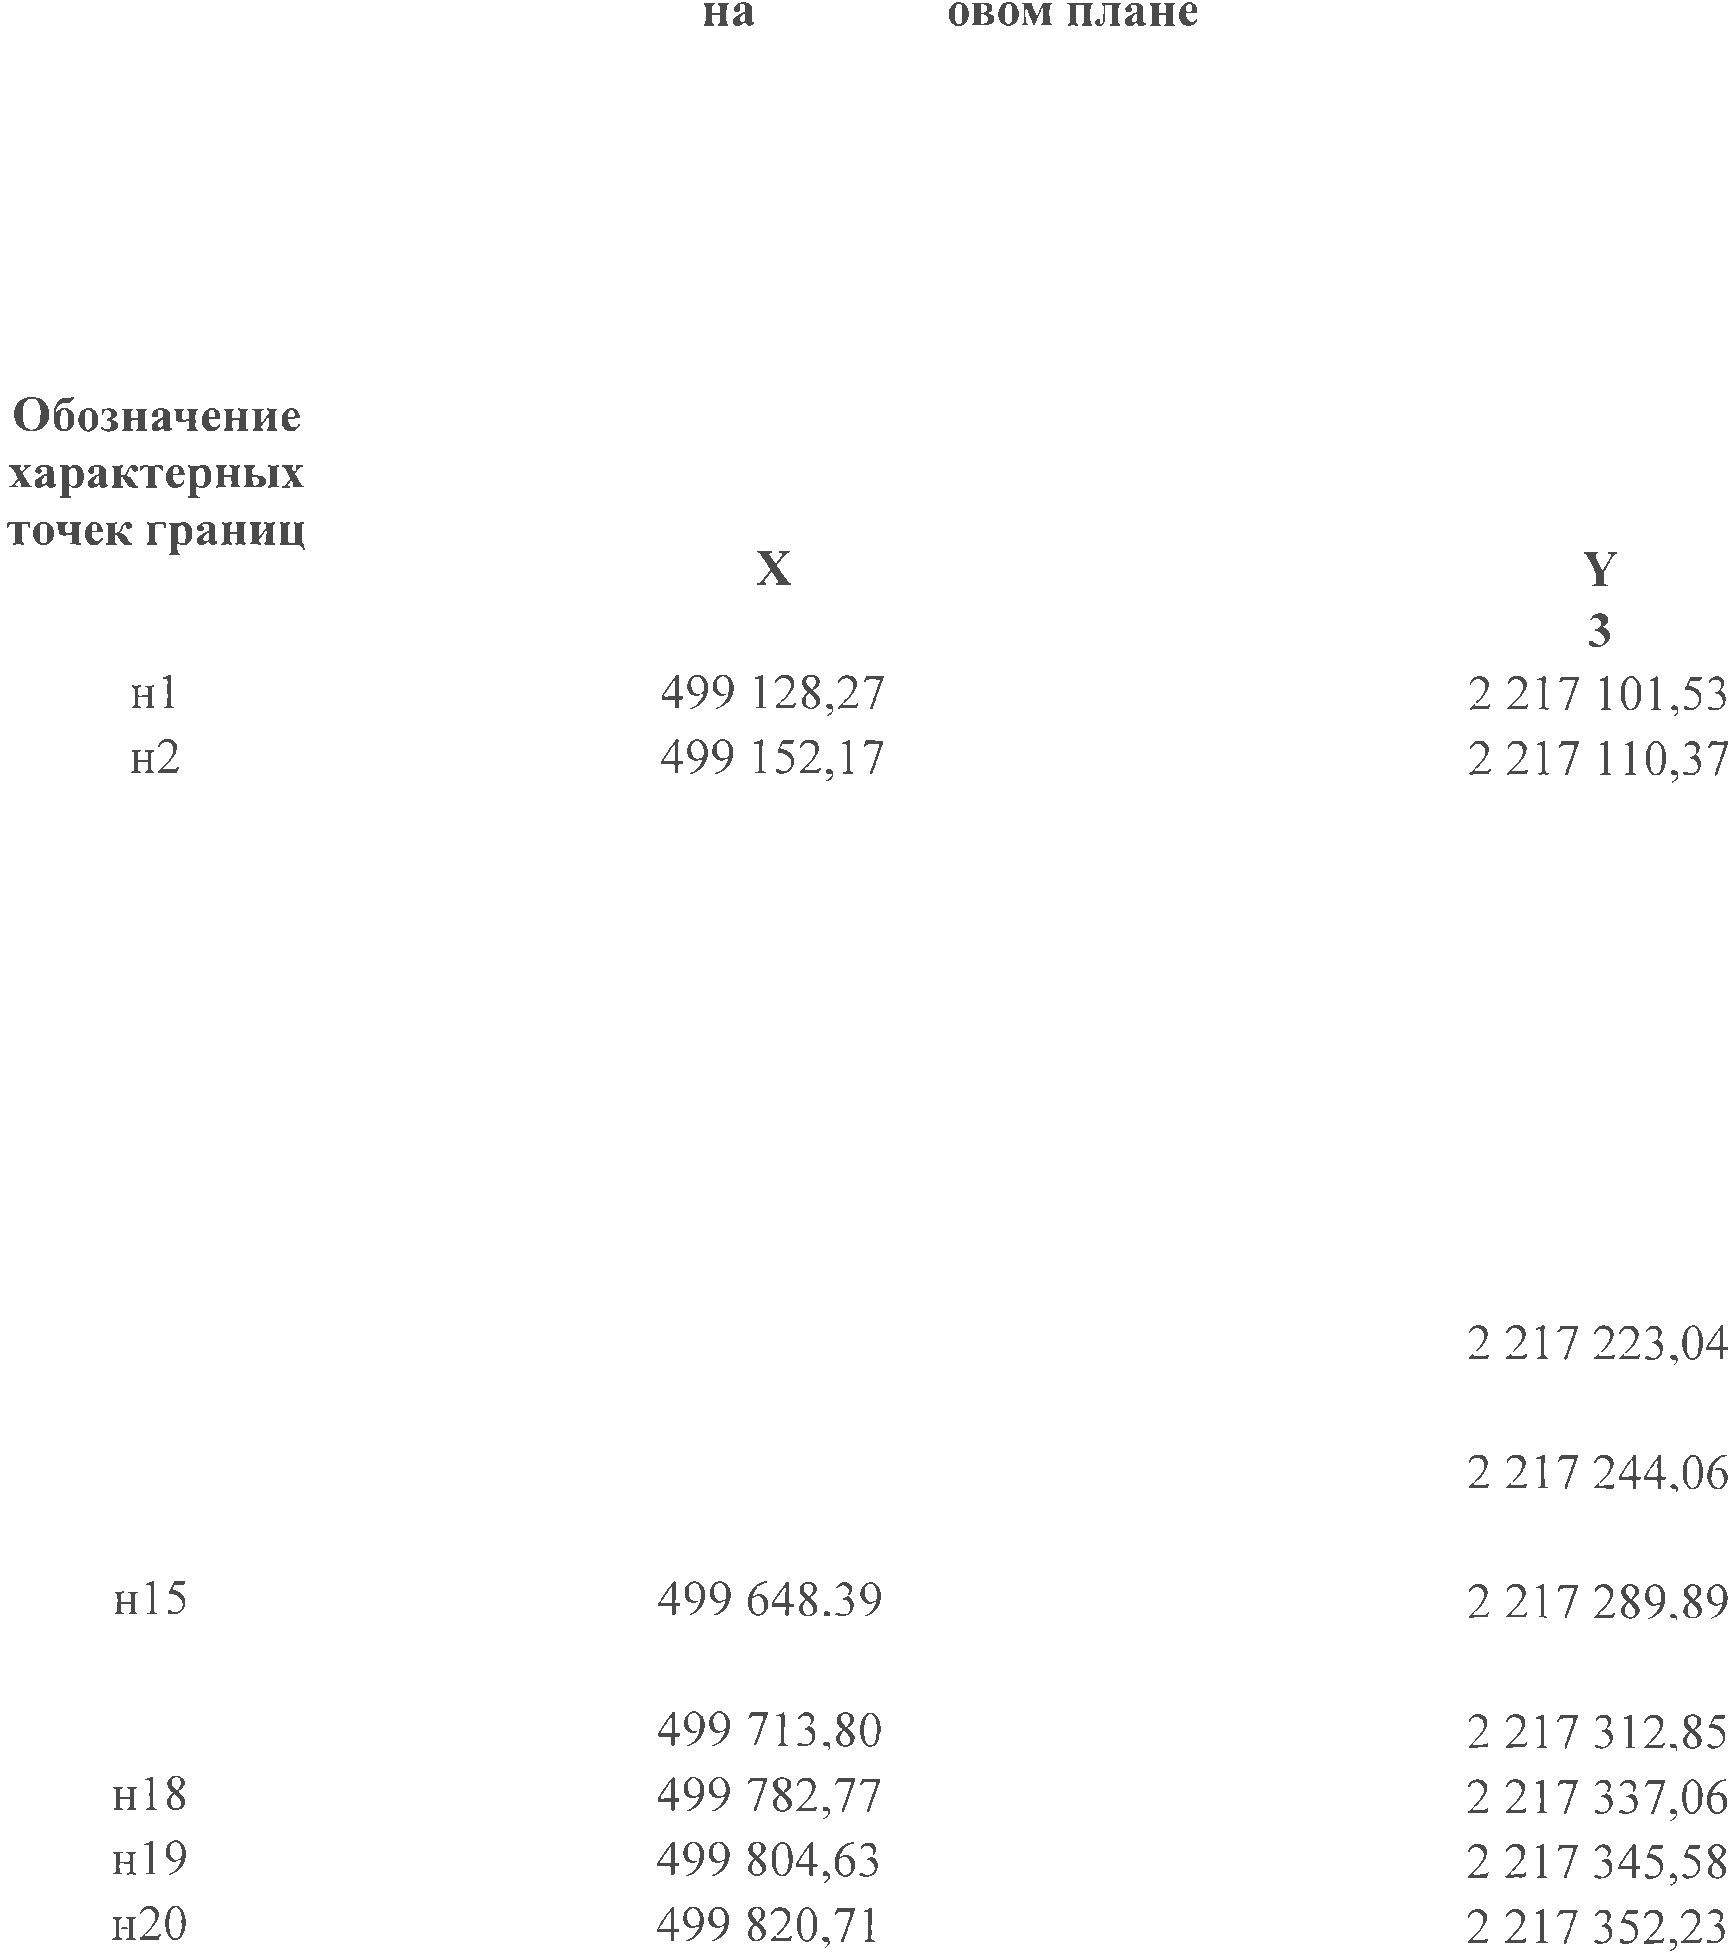 на овом плане
Обозначение
характерных
точек границ
X Y
3
н1 499 128,27 2 217 101,53
н2 499 152,17 2 217 110,37
2 217 223,04
2 217 244,06
н15 499 648.39 2 217 289,89
499 713,80 2 217 312,85
н18 499 782,77 2 217 337,06
н19 499 804,63 2 217 345,58
н20 499 820,71 2 217 352,23